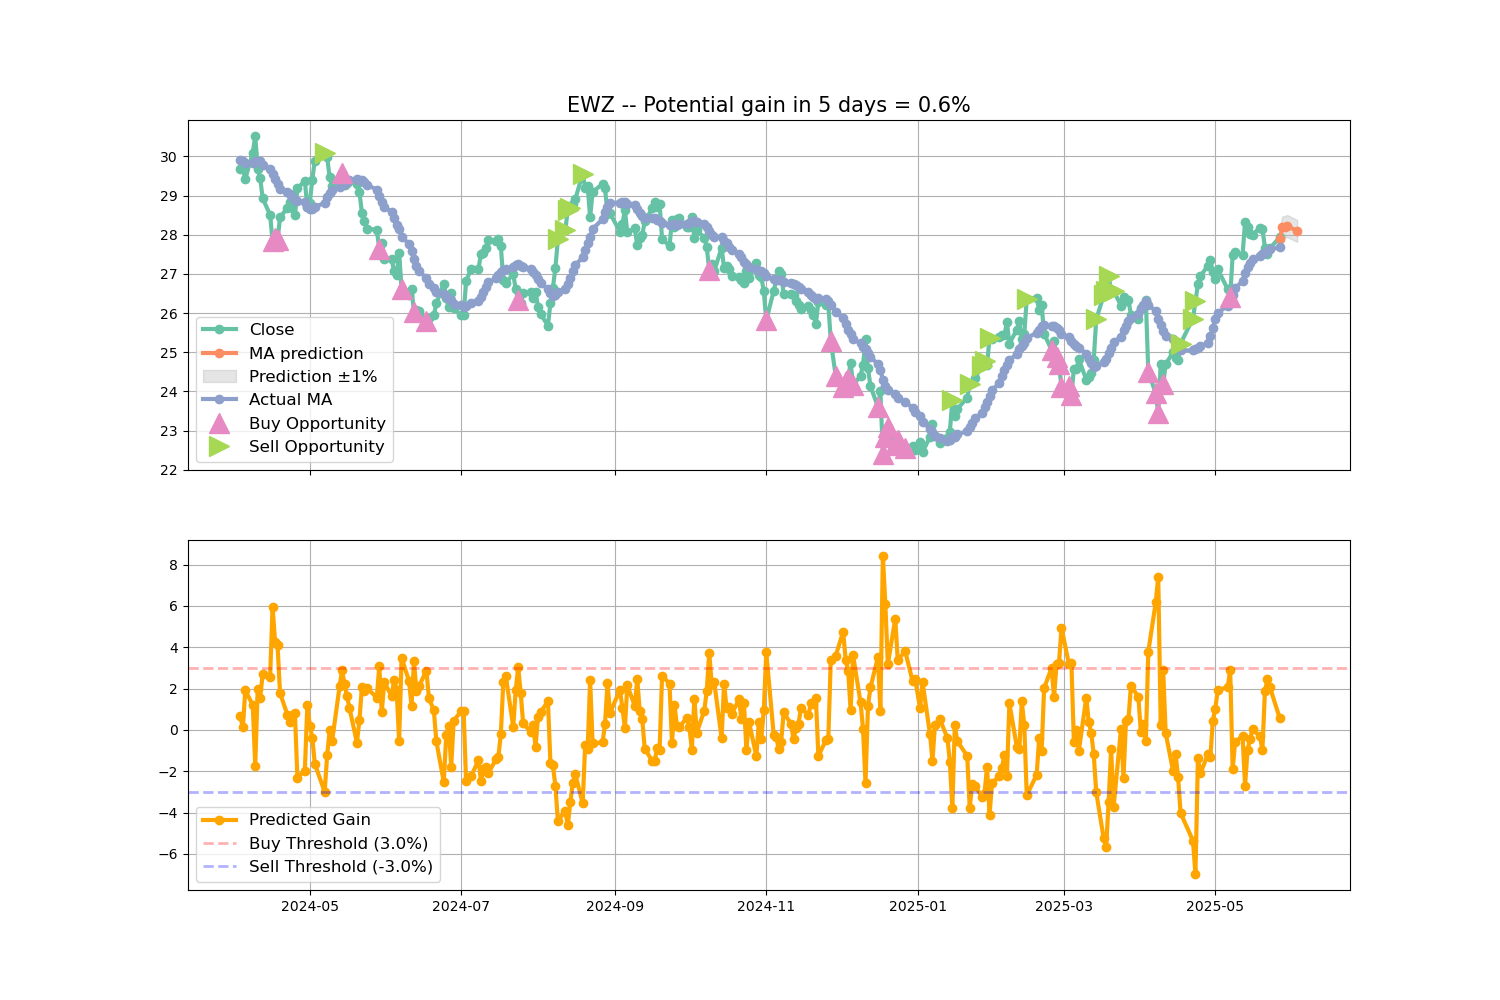 EWZ -- Potential gain in 5 days = 0.6%
30
29
28
27
26
25
24
23
22
Close
MA prediction
Prediction ±1%
Actual MA
Buy Opportunity
Sell Opportunity
8
6
4
2
0
−2
−4
−6
Predicted Gain
Buy Threshold (3.0%)
Sell Threshold (-3.0%)
2024-05 2024-07 2024-09 2024-11 2025-01 2025-03 2025-05